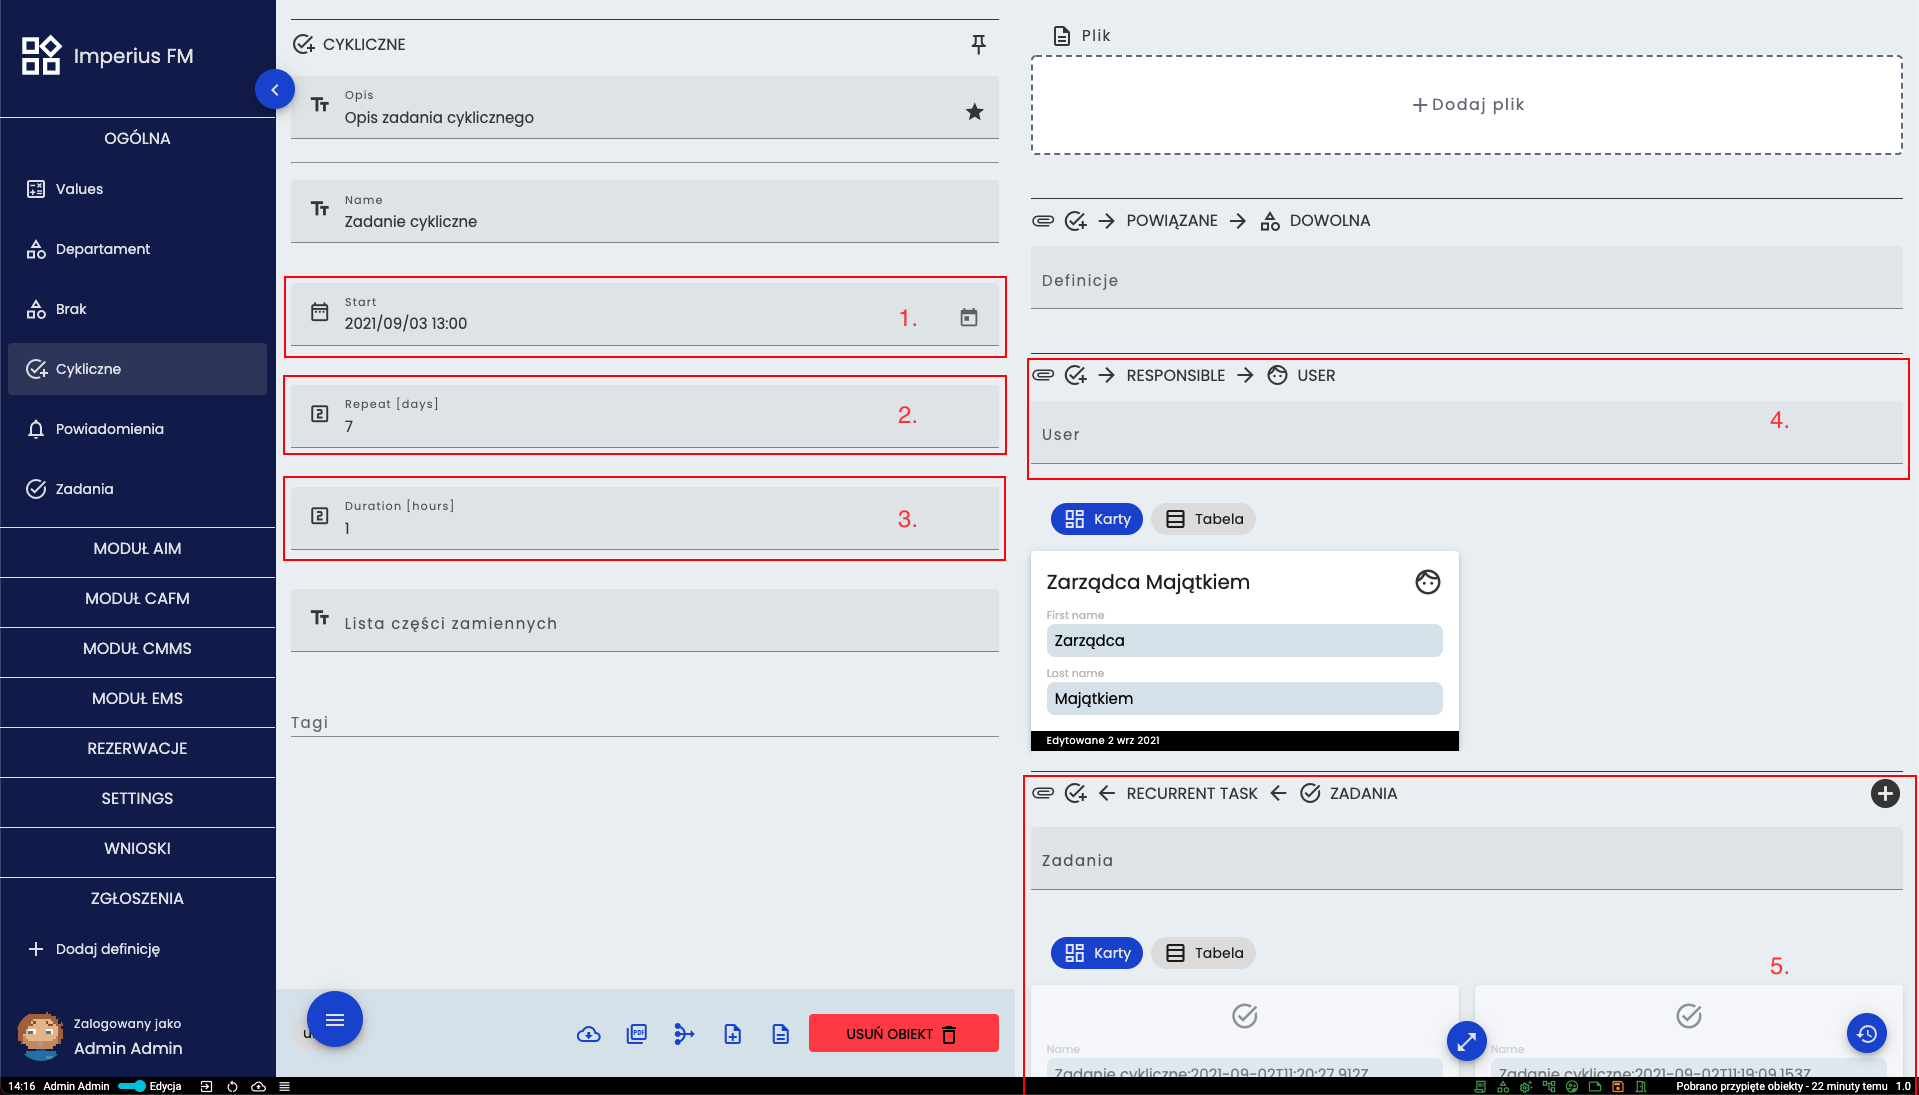 Imperius FM
OGÓLNA
Values
Departament
Brak
Cykliczne
Powiadomienia
Zadania
MODUŁ AIM
MODUŁ CAFM
MODUŁ CMMS
MODUŁ EMS
REZERWACJE
SETTINGS
WNIOSKI
ZGŁOSZENIA
Dodaj definicję
Zalogowany jako
Admin Admin
CYKLICZNE
Opis
Opis zadania cyklicznego
Name
Zadanie cykliczne
Start
2021/09/03 13:00
1.
Repeat [days]
7
2.
Duration [hours]
1
3.
Lista części zamiennych
Tagi
PDF
USUŃ OBIEKT
Plik
Dodaj plik
POWIĄZANE DOWOLNA
Definicje
RESPONSIBLE USER
User
4.
Karty Tabela
Zarządca Majątkiem
First name
Zarządca
Last name
Majątkiem
Edytowane 2 wrz 2021
RECURRENT TASK ZADANIA
Zadania
Karty Tabela
5.
Name
Zadanie cykliczne:2021-09-02T11:20:27.912Z
Name
Zadanie cykliczne:2021-09-02T11:19:09.153Z
14:16 Admin Admin Edycja
Pobrano przypięte obiekty - 22 minuty temu 1.0